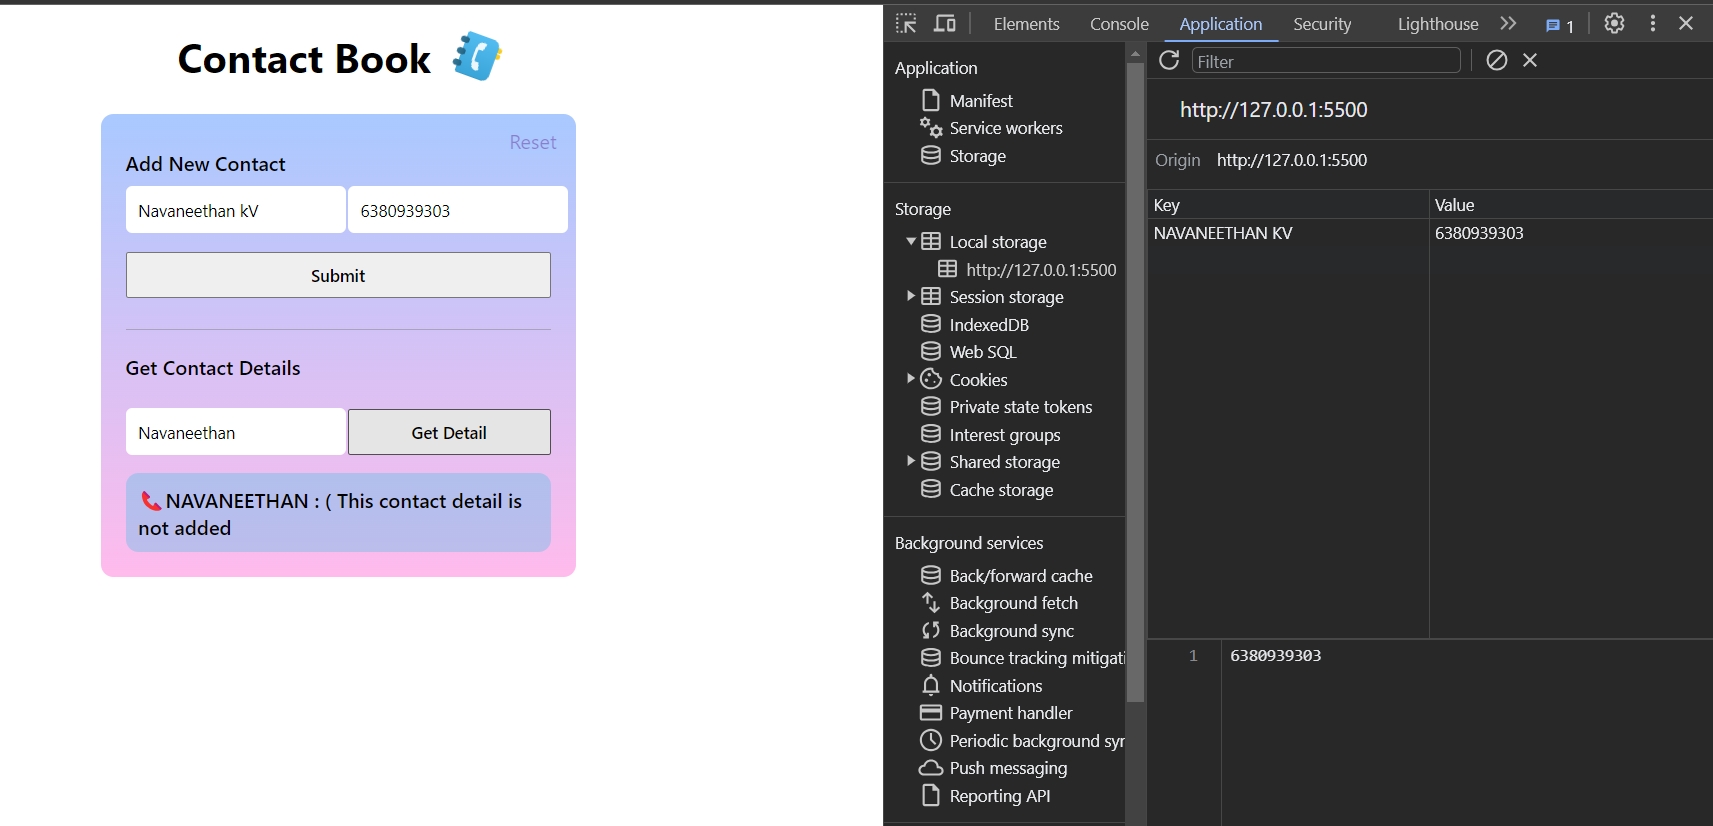 Contact Book
Reset
Add New Contact
Navaneethan kV
6380939303
Submit
Get Contact Details
Navaneethan
Get Detail
NAVANEETHAN : ( This contact detail is
not added
Elements
Console
Application
Security
Lighthouse
1
Application
Manifest
Service workers
Storage
Storage
Local storage
http://127.0.0.1:5500
Session storage
IndexedDB
Web SQL
Cookies
Private state tokens
Interest groups
Shared storage
Cache storage
Background services
Back/forward cache
Background fetch
Background sync
Bounce tracking mitigati
Notifications
Payment handler
Periodic background syn
Push messaging
Reporting API
Filter
http://127.0.0.1:5500
Origin http://127.0.0.1:5500
Key Value
NAVANEETHAN KV 6380939303
1 6380939303